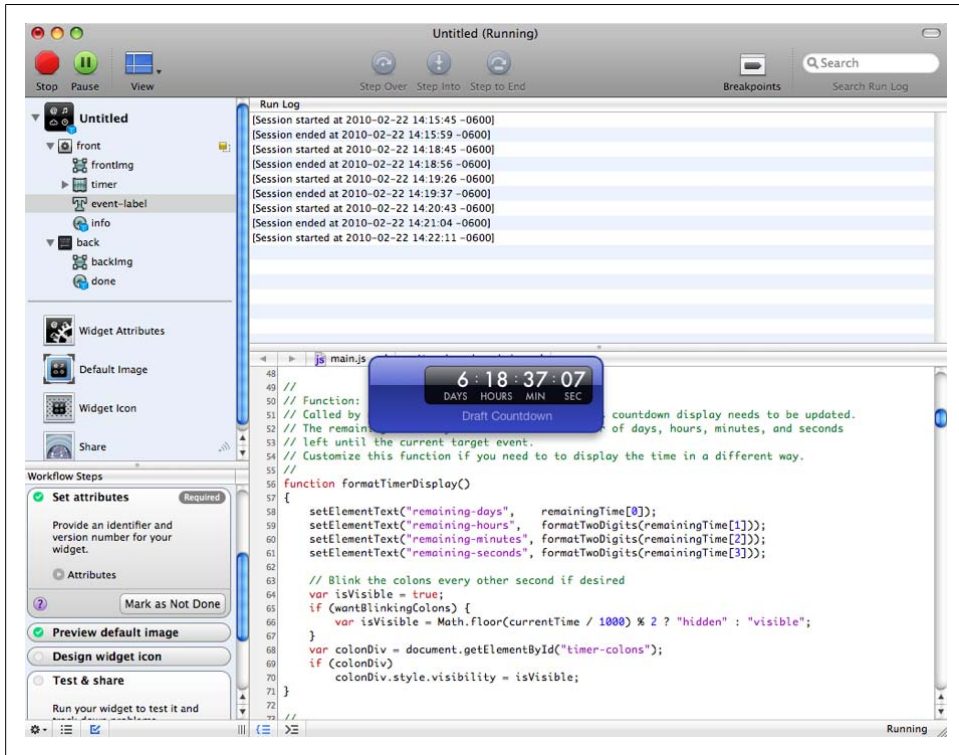 Untitled (Running)
Stop Pause View Step Over Step Into Step to End Breakpoints Search Search Run Log
Untitled
front
frontImg
timer
event-label
info
back
backImg
done
Widget Attributes
Default Image
Widget Icon
Share
Workflow Steps
Set attributes Required
Provide an identifier and
version number for your
widget.
Attributes
? Mark as Not Done
Preview default image
Design widget icon
Test & share
Run your widget to test it and
Run Log
[Session started at 2010-02-22 14:15:45 -0600]
[Session ended at 2010-02-22 14:15:59 -0600]
[Session started at 2010-02-22 14:18:45 -0600]
[Session ended at 2010-02-22 14:18:56 -0600]
[Session started at 2010-02-22 14:19:26 -0600]
[Session ended at 2010-02-22 14:19:37 -0600]
[Session started at 2010-02-22 14:20:43 -0600]
[Session ended at 2010-02-22 14:21:04 -0600]
[Session started at 2010-02-22 14:22:11 -0600]
js main.js
6 : 18 : 37 : 07
DAYS HOURS MIN SEC
Draft Countdown
48
49 //
50 // Function:
51 // Called by countdown display needs to be updated.
52 // The remaining of days, hours, minutes, and seconds
53 // left until the current target event.
54 // Customize this function if you need to to display the time in a different way.
55 //
56 function formatTimerDisplay()
57 {
58 setElementText("remaining-days", remainingTime[0]);
59 setElementText("remaining-hours", formatTwoDigits(remainingTime[1]));
60 setElementText("remaining-minutes", formatTwoDigits(remainingTime[2]));
61 setElementText("remaining-seconds", formatTwoDigits(remainingTime[3]));
62
63 // Blink the colons every other second if desired
64 var isVisible = true;
65 if (wantBlinkingColons) {
66 var isVisible = Math.floor(currentTime / 1000) % 2 ? "hidden" : "visible";
67 }
68 var colonDiv = document.getElementById("timer-colons");
69 if (colonDiv)
70 colonDiv.style.visibility = isVisible;
71 }
72
73 //
Running